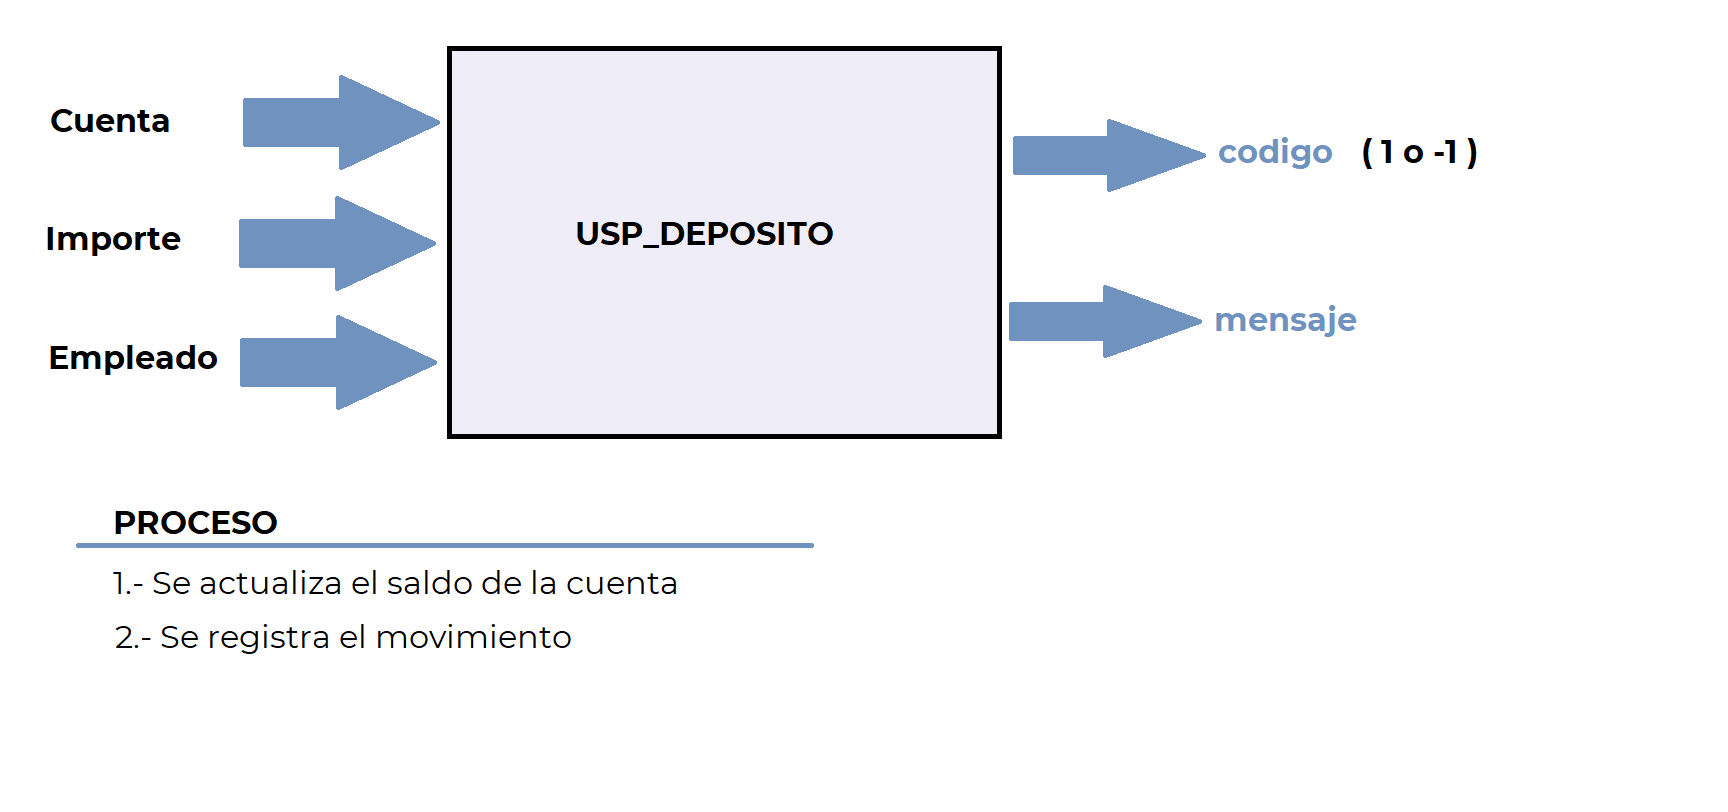 Cuenta
Importe
Empleado
USP_DEPOSITO
codigo ( 1 o -1 )
mensaje
PROCESO
1.- Se actualiza el saldo de la cuenta
2.- Se registra el movimiento